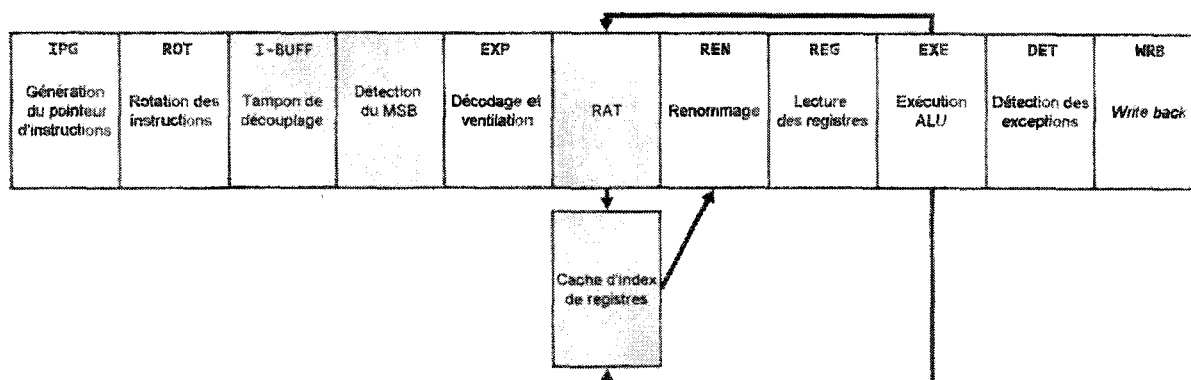 IPG
Génération
du pointeur
d'instructions
ROT
Rotation des
instructions
I-BUFF
Tampon de
découplage
Détection
du MSB
EXP
Décodage et
ventilation
RAT
REN
Renommage
REG
Lecture
des registres
EXE
Exécution
ALU
DET
Détection des
exceptions
WRB
Write back
Cache d'index
de registres